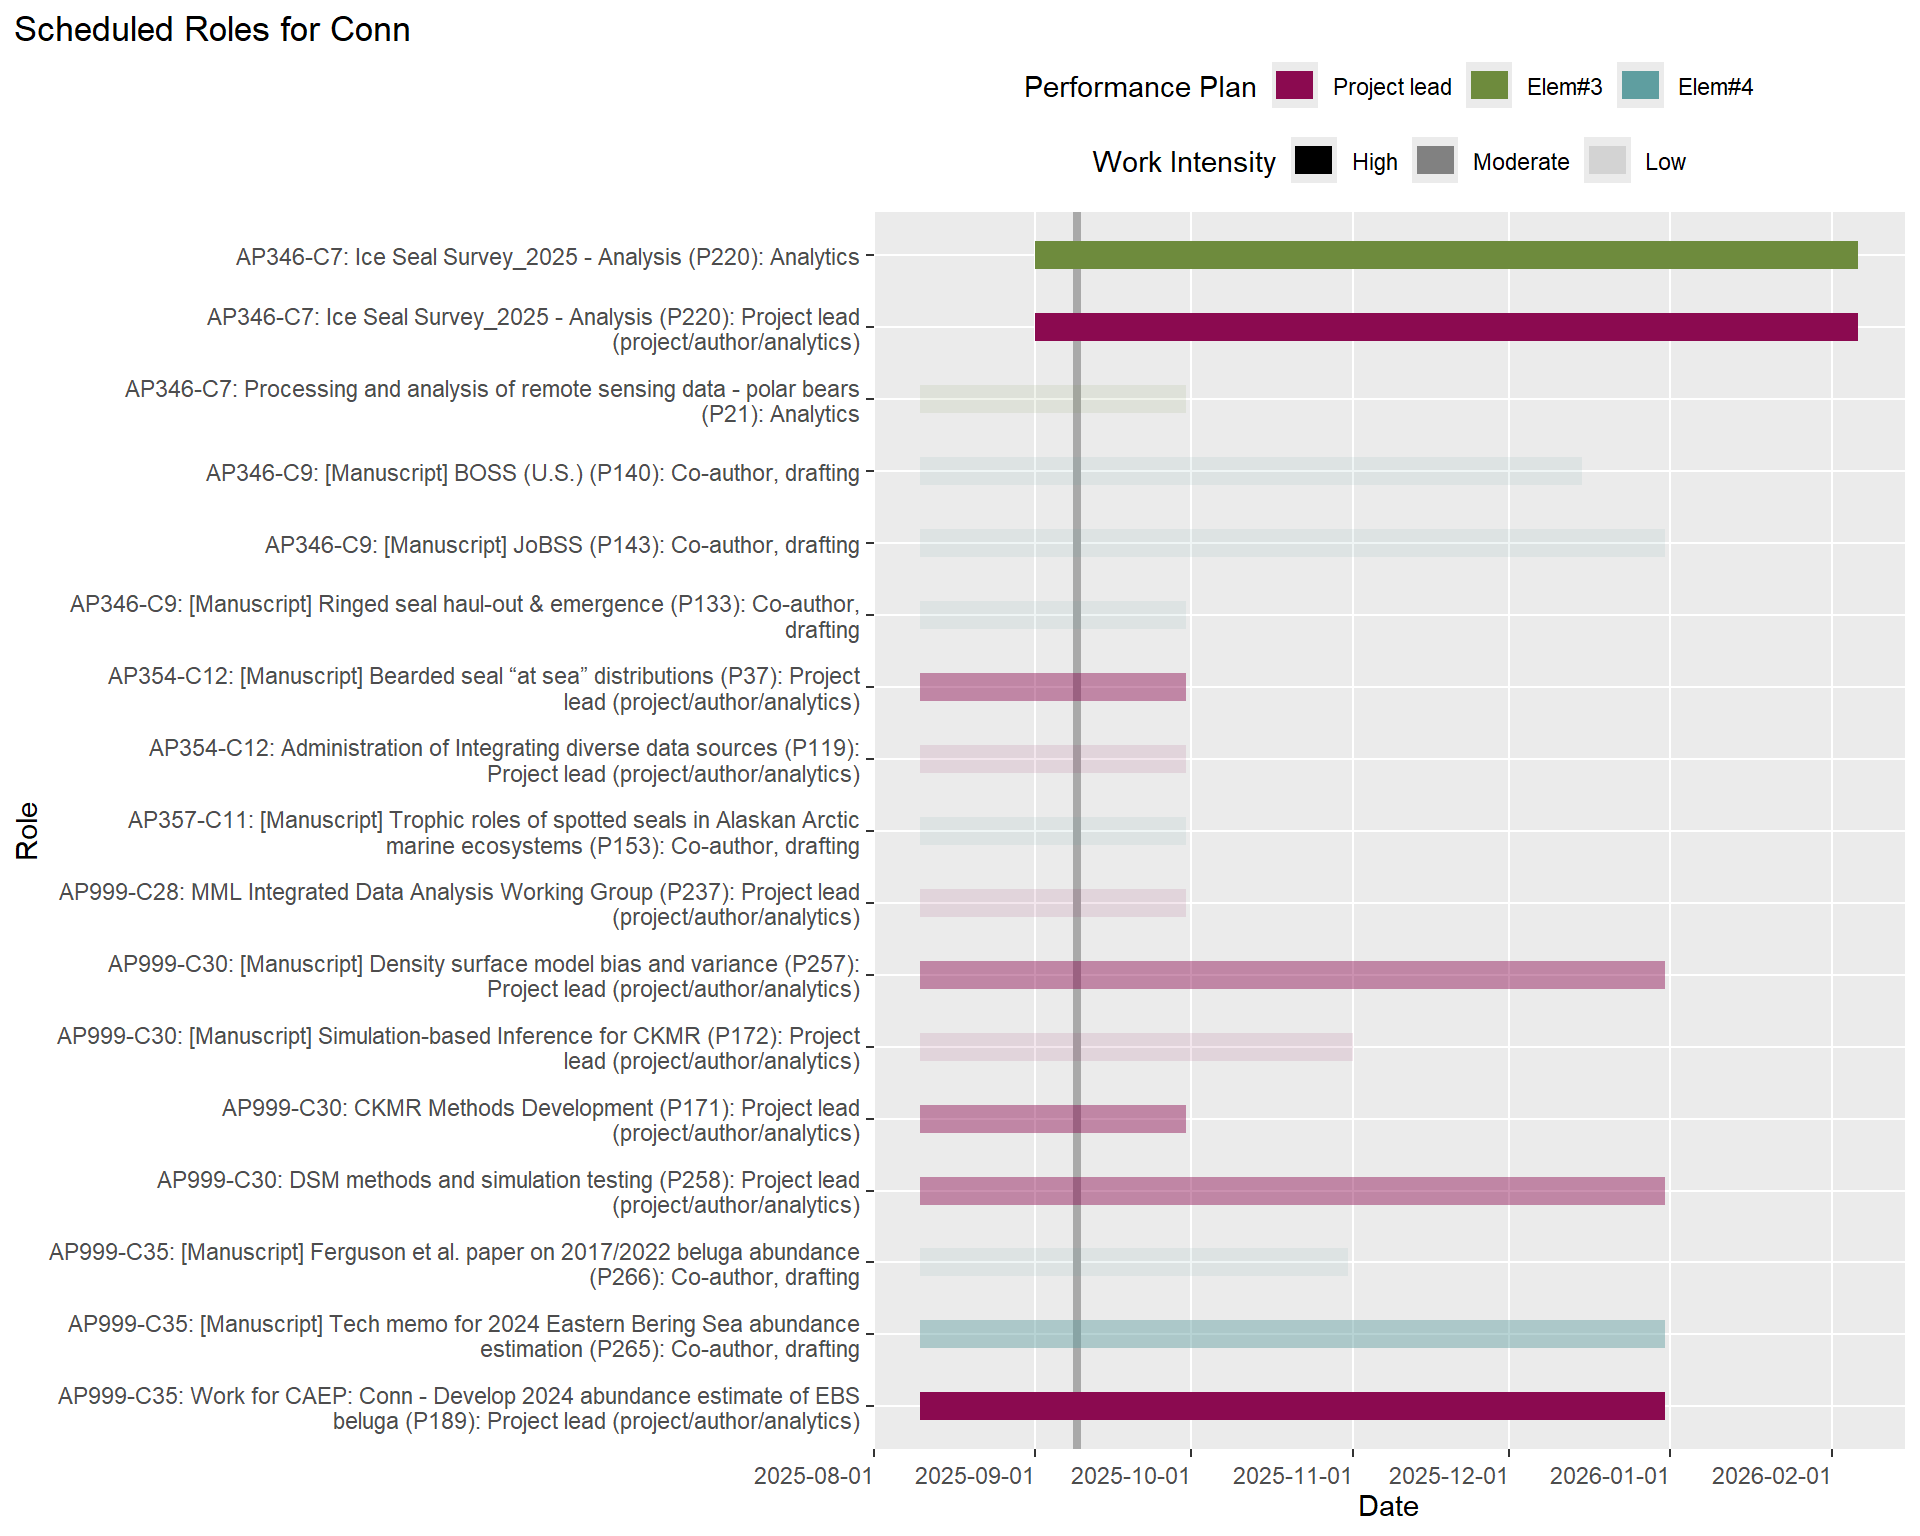 Scheduled Roles for Conn
Performance Plan Project lead Elem#3 Elem#4
Work Intensity High Moderate Low
AP346-C7: Ice Seal Survey_2025 - Analysis (P220): Analytics
AP346-C7: Ice Seal Survey_2025 - Analysis (P220): Project lead
(project/author/analytics)
AP346-C7: Processing and analysis of remote sensing data - polar bears
(P21): Analytics
AP346-C9: [Manuscript] BOSS (U.S.) (P140): Co-author, drafting
AP346-C9: [Manuscript] JoBSS (P143): Co-author, drafting
AP346-C9: [Manuscript] Ringed seal haul-out & emergence (P133): Co-author,
drafting
AP354-C12: [Manuscript] Bearded seal “at sea” distributions (P37): Project
lead (project/author/analytics)
AP354-C12: Administration of Integrating diverse data sources (P119):
Project lead (project/author/analytics)
AP357-C11: [Manuscript] Trophic roles of spotted seals in Alaskan Arctic
marine ecosystems (P153): Co-author, drafting
AP999-C28: MML Integrated Data Analysis Working Group (P237): Project lead
(project/author/analytics)
AP999-C30: [Manuscript] Density surface model bias and variance (P257):
Project lead (project/author/analytics)
AP999-C30: [Manuscript] Simulation-based Inference for CKMR (P172): Project
lead (project/author/analytics)
AP999-C30: CKMR Methods Development (P171): Project lead
(project/author/analytics)
AP999-C30: DSM methods and simulation testing (P258): Project lead
(project/author/analytics)
AP999-C35: [Manuscript] Ferguson et al. paper on 2017/2022 beluga abundance
(P266): Co-author, drafting
AP999-C35: [Manuscript] Tech memo for 2024 Eastern Bering Sea abundance
estimation (P265): Co-author, drafting
AP999-C35: Work for CAEP: Conn - Develop 2024 abundance estimate of EBS
beluga (P189): Project lead (project/author/analytics)
Role
2025-08-01 2025-09-01 2025-10-01 2025-11-01 2025-12-01 2026-01-01 2026-02-01
Date